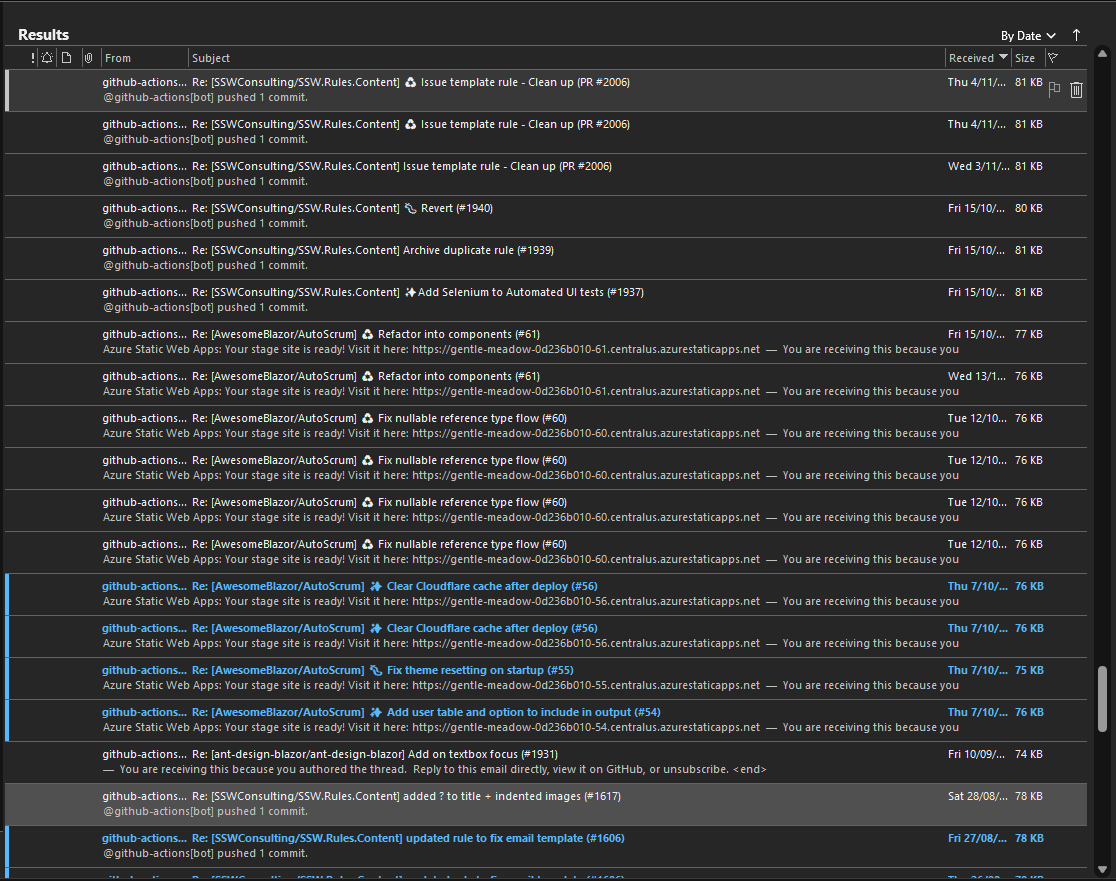 Results
By Date
! From Subject Received Size
github-actions... Re: [SSWConsulting/SSW.Rules.Content] ♻ Issue template rule - Clean up (PR #2006) Thu 4/11/... 81 KB
@github-actions[bot] pushed 1 commit.
github-actions... Re: [SSWConsulting/SSW.Rules.Content] ♻ Issue template rule - Clean up (PR #2006) Thu 4/11/... 81 KB
@github-actions[bot] pushed 1 commit.
github-actions... Re: [SSWConsulting/SSW.Rules.Content] Issue template rule - Clean up (PR #2006) Wed 3/11/... 81 KB
@github-actions[bot] pushed 1 commit.
github-actions... Re: [SSWConsulting/SSW.Rules.Content] Revert (#1940) Fri 15/10/... 80 KB
@github-actions[bot] pushed 1 commit.
github-actions... Re: [SSWConsulting/SSW.Rules.Content] Archive duplicate rule (#1939) Fri 15/10/... 81 KB
@github-actions[bot] pushed 1 commit.
github-actions... Re: [SSWConsulting/SSW.Rules.Content] ✨Add Selenium to Automated UI tests (#1937) Fri 15/10/... 81 KB
@github-actions[bot] pushed 1 commit.
github-actions... Re: [AwesomeBlazor/AutoScrum] ♻ Refactor into components (#61) Fri 15/10/... 77 KB
Azure Static Web Apps: Your stage site is ready! Visit it here: https://gentle-meadow-0d236b010-61.centralus.azurestaticapps.net — You are receiving this because you
github-actions... Re: [AwesomeBlazor/AutoScrum] ♻ Refactor into components (#61) Wed 13/1... 76 KB
Azure Static Web Apps: Your stage site is ready! Visit it here: https://gentle-meadow-0d236b010-61.centralus.azurestaticapps.net — You are receiving this because you
github-actions... Re: [AwesomeBlazor/AutoScrum] ♻ Fix nullable reference type flow (#60) Tue 12/10... 76 KB
Azure Static Web Apps: Your stage site is ready! Visit it here: https://gentle-meadow-0d236b010-60.centralus.azurestaticapps.net — You are receiving this because you
github-actions... Re: [AwesomeBlazor/AutoScrum] ♻ Fix nullable reference type flow (#60) Tue 12/10... 76 KB
Azure Static Web Apps: Your stage site is ready! Visit it here: https://gentle-meadow-0d236b010-60.centralus.azurestaticapps.net — You are receiving this because you
github-actions... Re: [AwesomeBlazor/AutoScrum] ♻ Fix nullable reference type flow (#60) Tue 12/10... 76 KB
Azure Static Web Apps: Your stage site is ready! Visit it here: https://gentle-meadow-0d236b010-60.centralus.azurestaticapps.net — You are receiving this because you
github-actions... Re: [AwesomeBlazor/AutoScrum] ♻ Fix nullable reference type flow (#60) Tue 12/10... 76 KB
Azure Static Web Apps: Your stage site is ready! Visit it here: https://gentle-meadow-0d236b010-60.centralus.azurestaticapps.net — You are receiving this because you
github-actions... Re: [AwesomeBlazor/AutoScrum] ✨ Clear Cloudflare cache after deploy (#56) Thu 7/10/... 76 KB
Azure Static Web Apps: Your stage site is ready! Visit it here: https://gentle-meadow-0d236b010-56.centralus.azurestaticapps.net — You are receiving this because you
github-actions... Re: [AwesomeBlazor/AutoScrum] ✨ Clear Cloudflare cache after deploy (#56) Thu 7/10/... 76 KB
Azure Static Web Apps: Your stage site is ready! Visit it here: https://gentle-meadow-0d236b010-56.centralus.azurestaticapps.net — You are receiving this because you
github-actions... Re: [AwesomeBlazor/AutoScrum] Fix theme resetting on startup (#55) Thu 7/10/... 75 KB
Azure Static Web Apps: Your stage site is ready! Visit it here: https://gentle-meadow-0d236b010-55.centralus.azurestaticapps.net — You are receiving this because you
github-actions... Re: [AwesomeBlazor/AutoScrum] ✨ Add user table and option to include in output (#54) Thu 7/10/... 76 KB
Azure Static Web Apps: Your stage site is ready! Visit it here: https://gentle-meadow-0d236b010-54.centralus.azurestaticapps.net — You are receiving this because you
github-actions... Re: [ant-design-blazor/ant-design-blazor] Add on textbox focus (#1931) Fri 10/09/... 74 KB
— You are receiving this because you authored the thread. Reply to this email directly, view it on GitHub, or unsubscribe. <end>
github-actions... Re: [SSWConsulting/SSW.Rules.Content] added ? to title + indented images (#1617) Sat 28/08/... 78 KB
@github-actions[bot] pushed 1 commit.
github-actions... Re: [SSWConsulting/SSW.Rules.Content] updated rule to fix email template (#1606) Fri 27/08/... 78 KB
@github-actions[bot] pushed 1 commit.